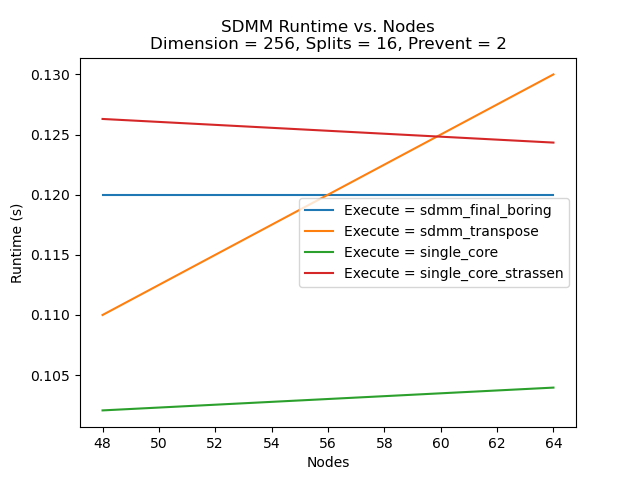 SDMM Runtime vs. Nodes
Dimension = 256, Splits = 16, Prevent = 2
0.130
0.125
0.120
0.115
0.110
0.105
Runtime (s)
Execute = sdmm_final_boring
Execute = sdmm_transpose
Execute = single_core
Execute = single_core_strassen
48 50 52 54 56 58 60 62 64
Nodes